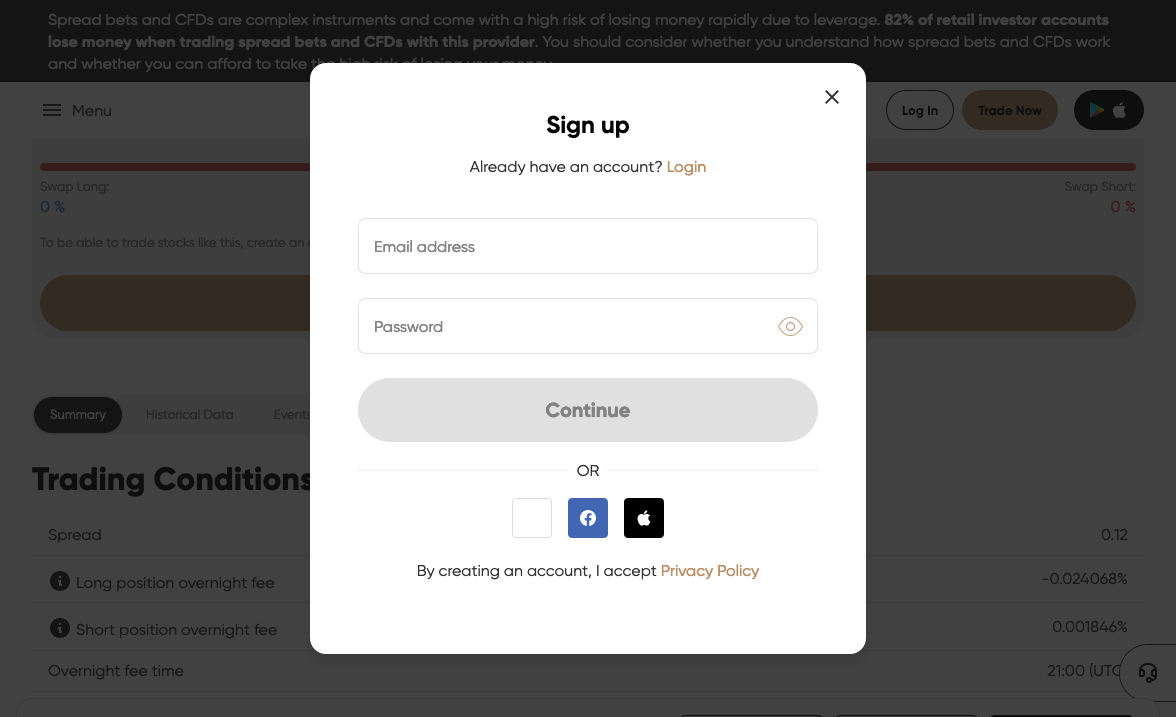 Spread bets and CFDs are complex instruments and come with a high risk of losing money rapidly due to leverage. 82% of retail investor accounts
lose money when trading spread bets and CFDs with this provider. You should consider whether you understand how spread bets and CFDs work
and whether you can afford to take the high risk of losing your money.
Menu
Log In
Trade Now
Sign up
Already have an account? Login
Swap Long:
Swap Short:
0 %
0 %
To be able to trade stocks like this, create an
Email address
Password
Continue
OR
Summary
Historical Data
Events
Trading Conditions
Spread
0.12
By creating an account, I accept Privacy Policy
Long position overnight fee
-0.024068%
Short position overnight fee
0.001846%
Overnight fee time
21:00 (UTC